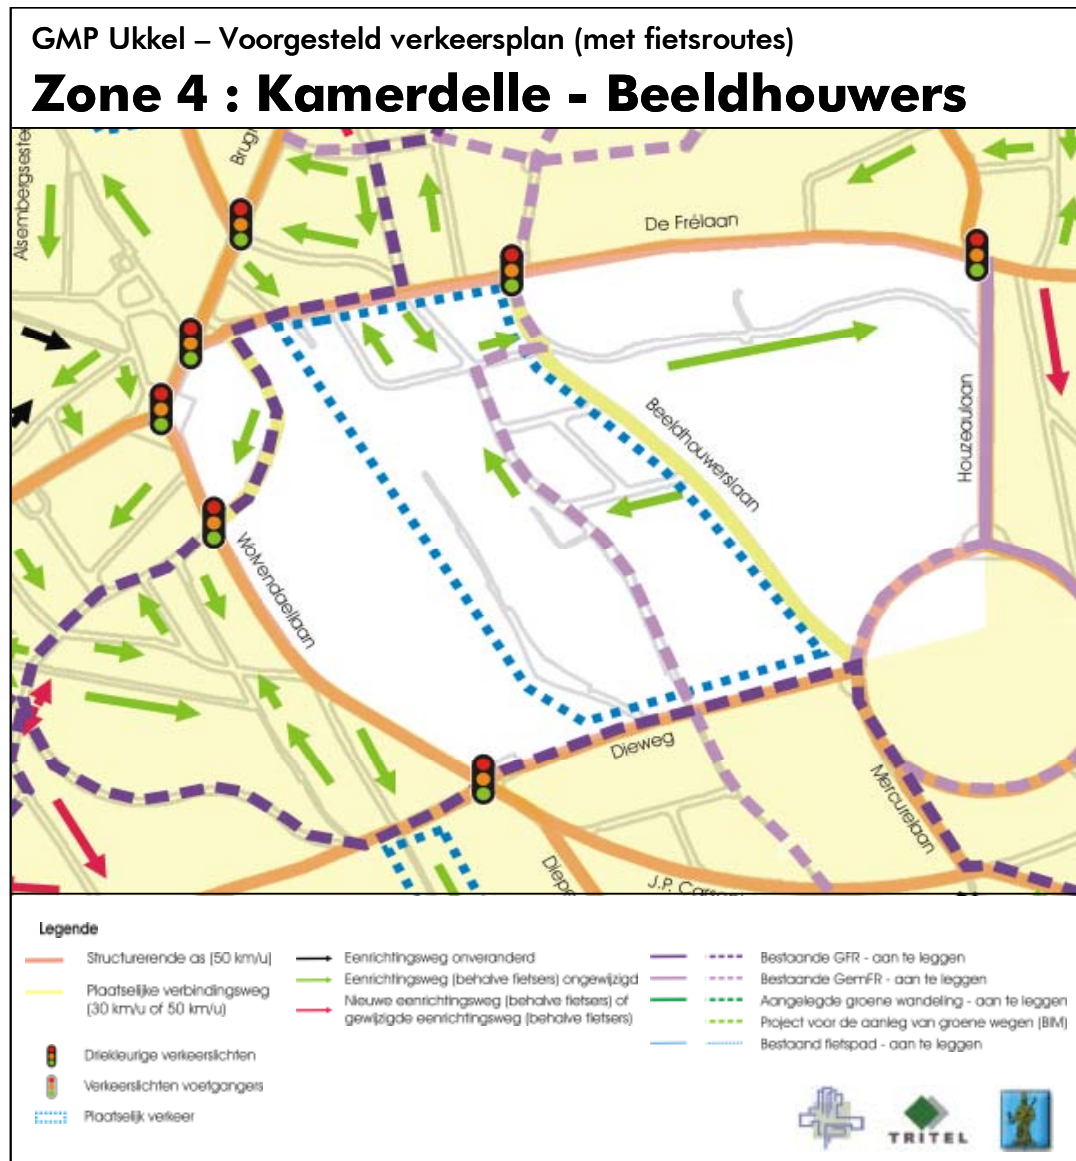 GMP Ukkel – Voorgesteld verkeersplan (met fietsroutes)
Zone 4 : Kamerdelle - Beeldhouwers
De Frélaan
Houzeaulaan
Beeldhouwerslaan
Wolvendaellaan
Dieweg
Mercurelaan
J.P.
Legende
Structurerende as (50 km/u)
Plaatselijke verbindingsweg
(30 km/u of 50 km/u)
Driekleurige verkeerslichten
Verkeerslichten voetgangers
Plaatselijk verkeer
Eenrichtingsweg onveranderd
Eenrichtingsweg (behalve fietsers) ongewijzigd
Nieuwe eenrichtingsweg (behalve fietsers) of
gewijzigde eenrichtingsweg (behalve fietsers)
Bestaande GFR - aan te leggen
Bestaande GemFR - aan te leggen
Aangelegde groene wandeling - aan te leggen
Project voor de aanleg van groene wegen (BIM)
Bestaand fietspad - aan te leggen
TRITEL